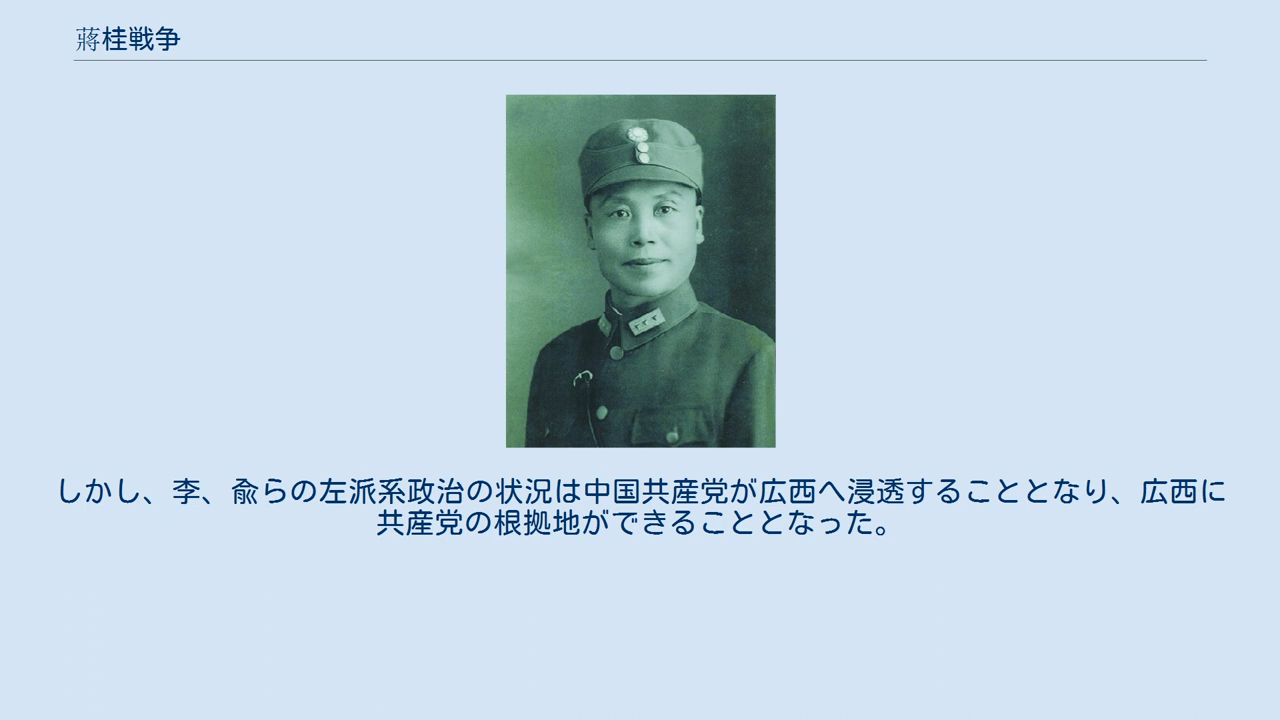 蔣桂戦争
しかし、李、兪らの左派系政治の状況は中国共産党が広西へ浸透することとなり、広西に
共産党の根拠地ができることとなった。